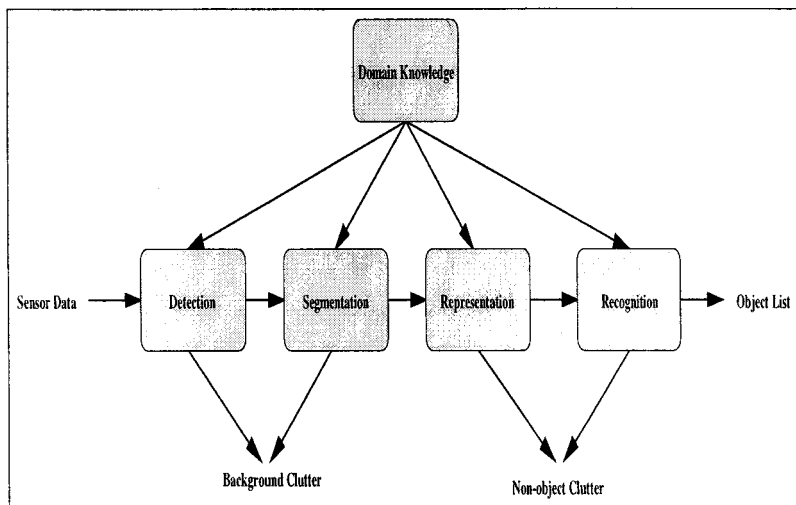 Domain Knowledge
Sensor Data
Detection
Segmentation
Representation
Recognition
Object List
Background Clutter
Non-object Clutter